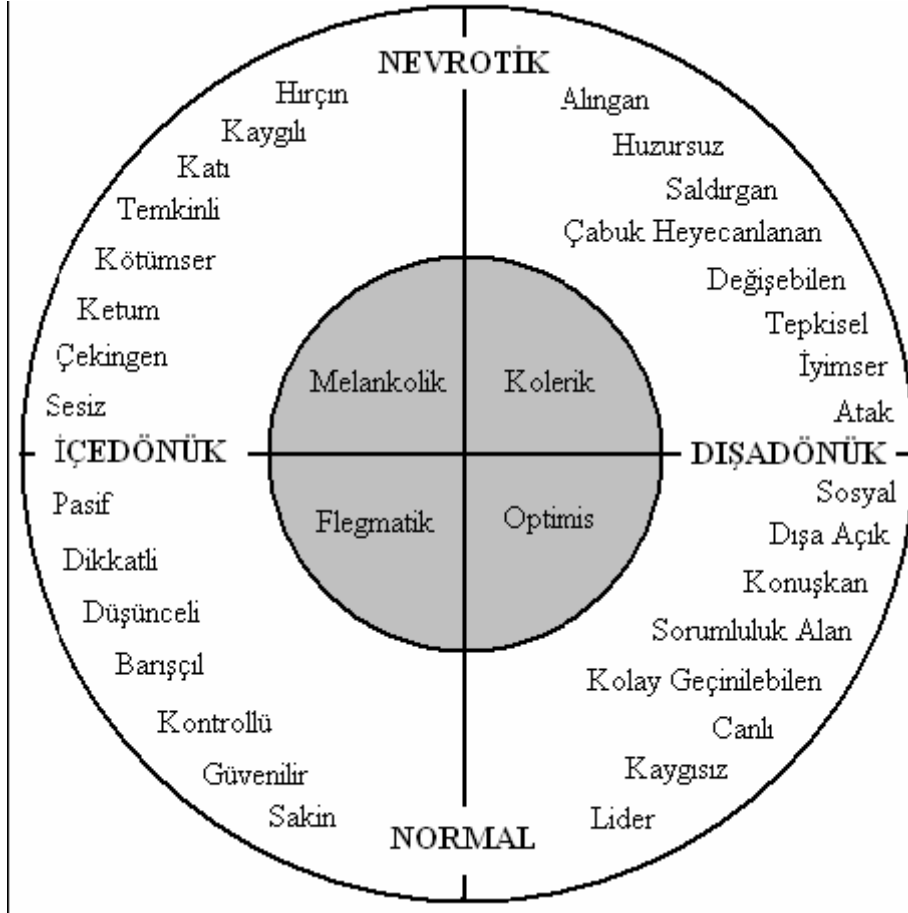 NEVROTİK
Hırçın
Alıngan
Kaygılı
Huzursuz
Katı
Saldırgan
Temkinli
Çabuk Heyecanlanan
Kötümser
Değişebilen
Ketum
Tepkisel
Çekingen
İyimser
Melankolik
Kolerik
Sesiz
Atak
İÇEDÖNÜK
DIŞADÖNÜK
Pasif
Sosyal
Flegmatik
Optimis
Dışa Açık
Dikkatli
Konuşkan
Düşünceli
Sorumluluk Alan
Barışçıl
Kolay Geçinilebilen
Kontrollü
Canlı
Güvenilir
Kaygısız
Sakin
Lider
NORMAL